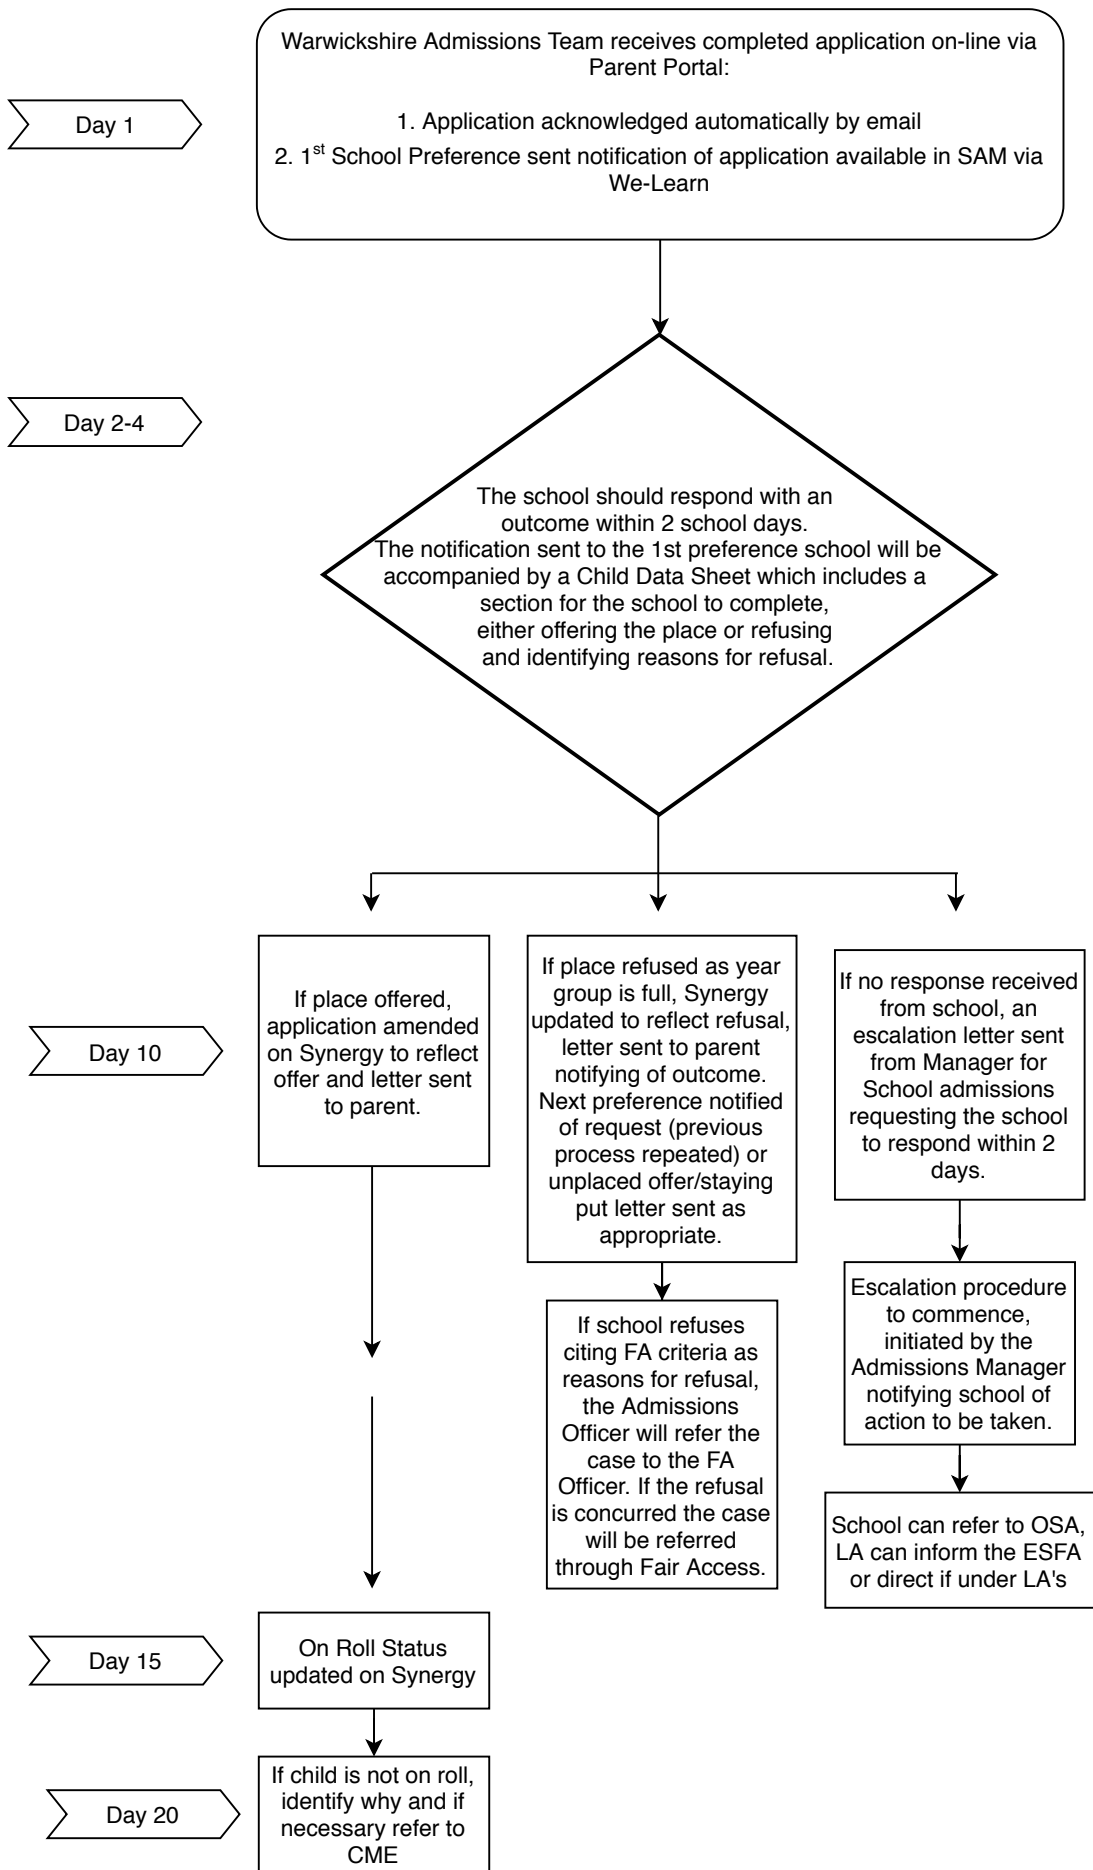 Warwickshire Admissions Team receives completed application on-line via
Parent Portal:
1. Application acknowledged automatically by email
2. 1st School Preference sent notification of application available in SAM via
We-Learn
Day 1
Day 2-4
The school should respond with an
outcome within 2 school days.
The notification sent to the 1st preference school will be
accompanied by a Child Data Sheet which includes a
section for the school to complete,
either offering the place or refusing
and identifying reasons for refusal.
Day 10
If place offered,
application amended
on Synergy to reflect
offer and letter sent
to parent.
If place refused as year
group is full, Synergy
updated to reflect refusal,
letter sent to parent
notifying of outcome.
Next preference notified
of request (previous
process repeated) or
unplaced offer/staying
put letter sent as
appropriate.
If no response received
from school, an
escalation letter sent
from Manager for
School admissions
requesting the school
to respond within 2
days.
If school refuses
citing FA criteria as
reasons for refusal,
the Admissions
Officer will refer the
case to the FA
Officer. If the refusal
is concurred the case
will be referred
through Fair Access.
Escalation procedure
to commence,
initiated by the
Admissions Manager
notifying school of
action to be taken.
School can refer to OSA,
LA can inform the ESFA
or direct if under LA's
Day 15
On Roll Status
updated on Synergy
Day 20
If child is not on roll,
identify why and if
necessary refer to
CME